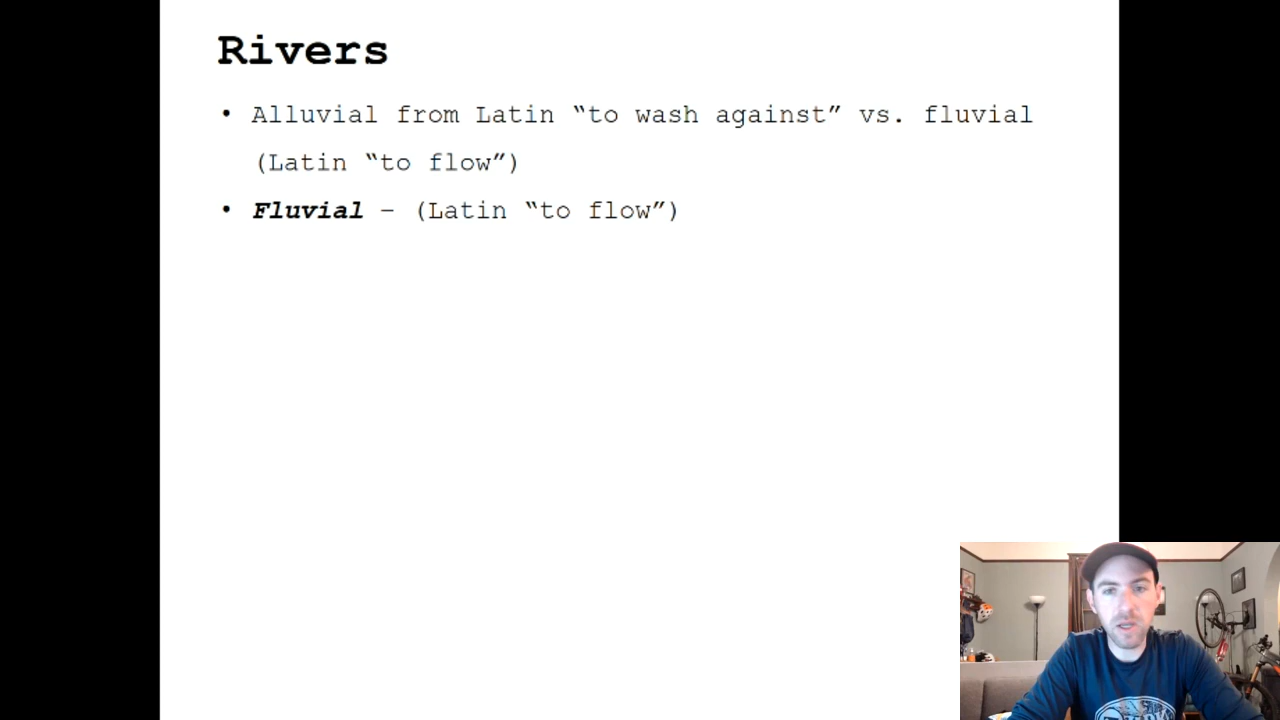 Rivers
• Alluvial from Latin “to wash against” vs. fluvial
(Latin “to flow”)
• Fluvial – (Latin “to flow”)